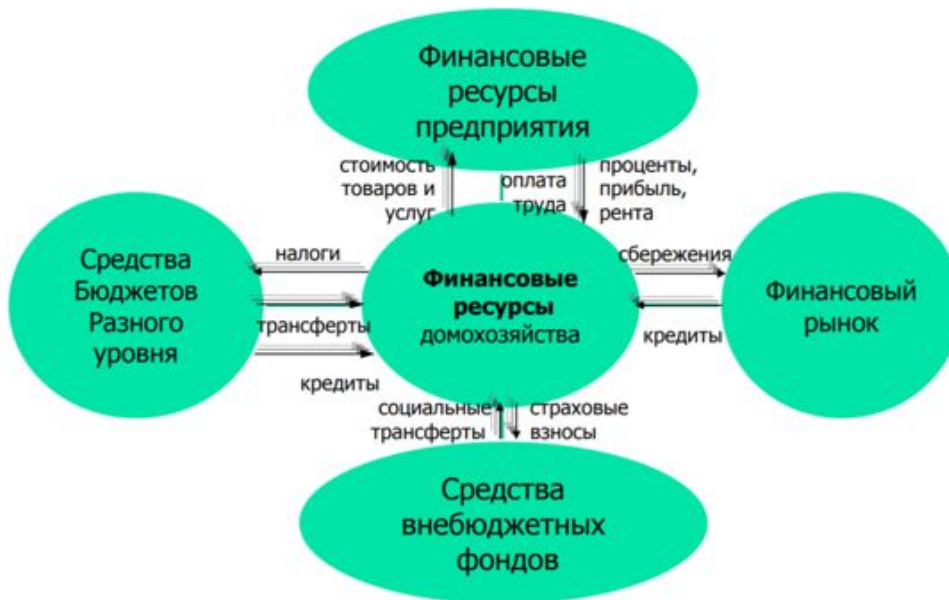 Финансовые
ресурсы
предприятия
стоимость
товаров и
услуг
оплата
труда
проценты,
прибыль,
рента
Средства
Бюджетов
Разного
уровня
налоги
трансферты
кредиты
Финансовые
ресурсы
домохозяйства
сбережения
кредиты
Финансовый
рынок
социальные
трансферты
страховые
взносы
Средства
внебюджетных
фондов